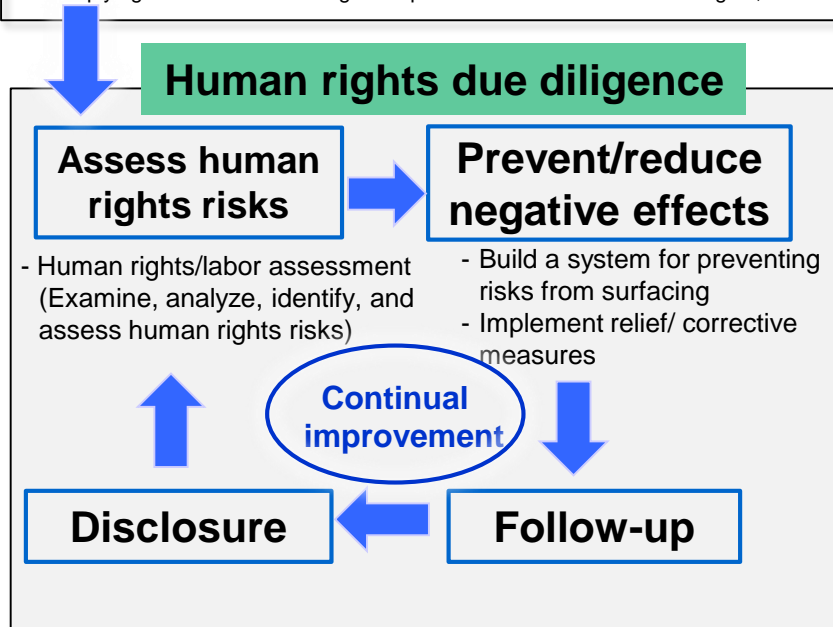 Human rights due diligence
Assess human
rights risks
Prevent/reduce
negative effects
- Human rights/labor assessment
(Examine, analyze, identify, and
assess human rights risks)
- Build a system for preventing
risks from surfacing
- Implement relief/ corrective
measures
Continual
improvement
Disclosure
Follow-up